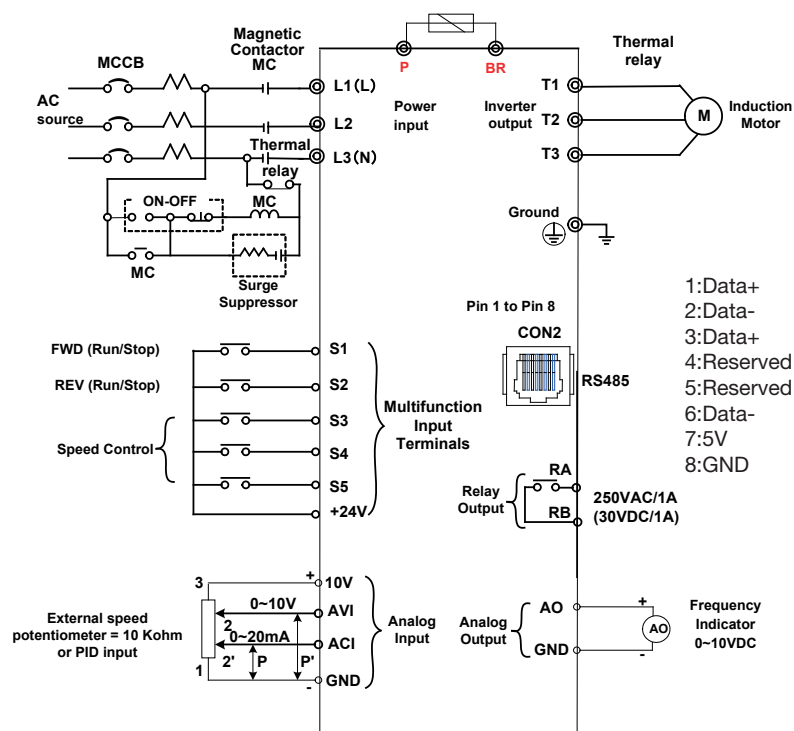 Magnetic
Contactor
MC
MCCB
AC
source
L1(L)
L2
L3(N)
P
BR
Power
input
Inverter
output
Thermal
relay
T1
T2
T3
M
Induction
Motor
Thermal
relay
ON-OFF
MC
MC
Surge
Suppressor
Ground
Pin 1 to Pin 8
CON2
RS485
1:Data+
2:Data-
3:Data+
4:Reserved
5:Reserved
6:Data-
7:5V
8:GND
FWD (Run/Stop)
REV (Run/Stop)
Speed Control
S1
S2
S3
S4
S5
+24V
Multifunction
Input
Terminals
Relay
Output
RA
RB
250VAC/1A
(30VDC/1A)
External speed
potentiometer = 10 Kohm
or PID input
3
2
2'
1
0~10V
0~20mA
P
P'
+
-
10V
AVI
ACI
GND
Analog
Input
Analog
Output
AO
GND
+
-
AO
Frequency
Indicator
0~10VDC